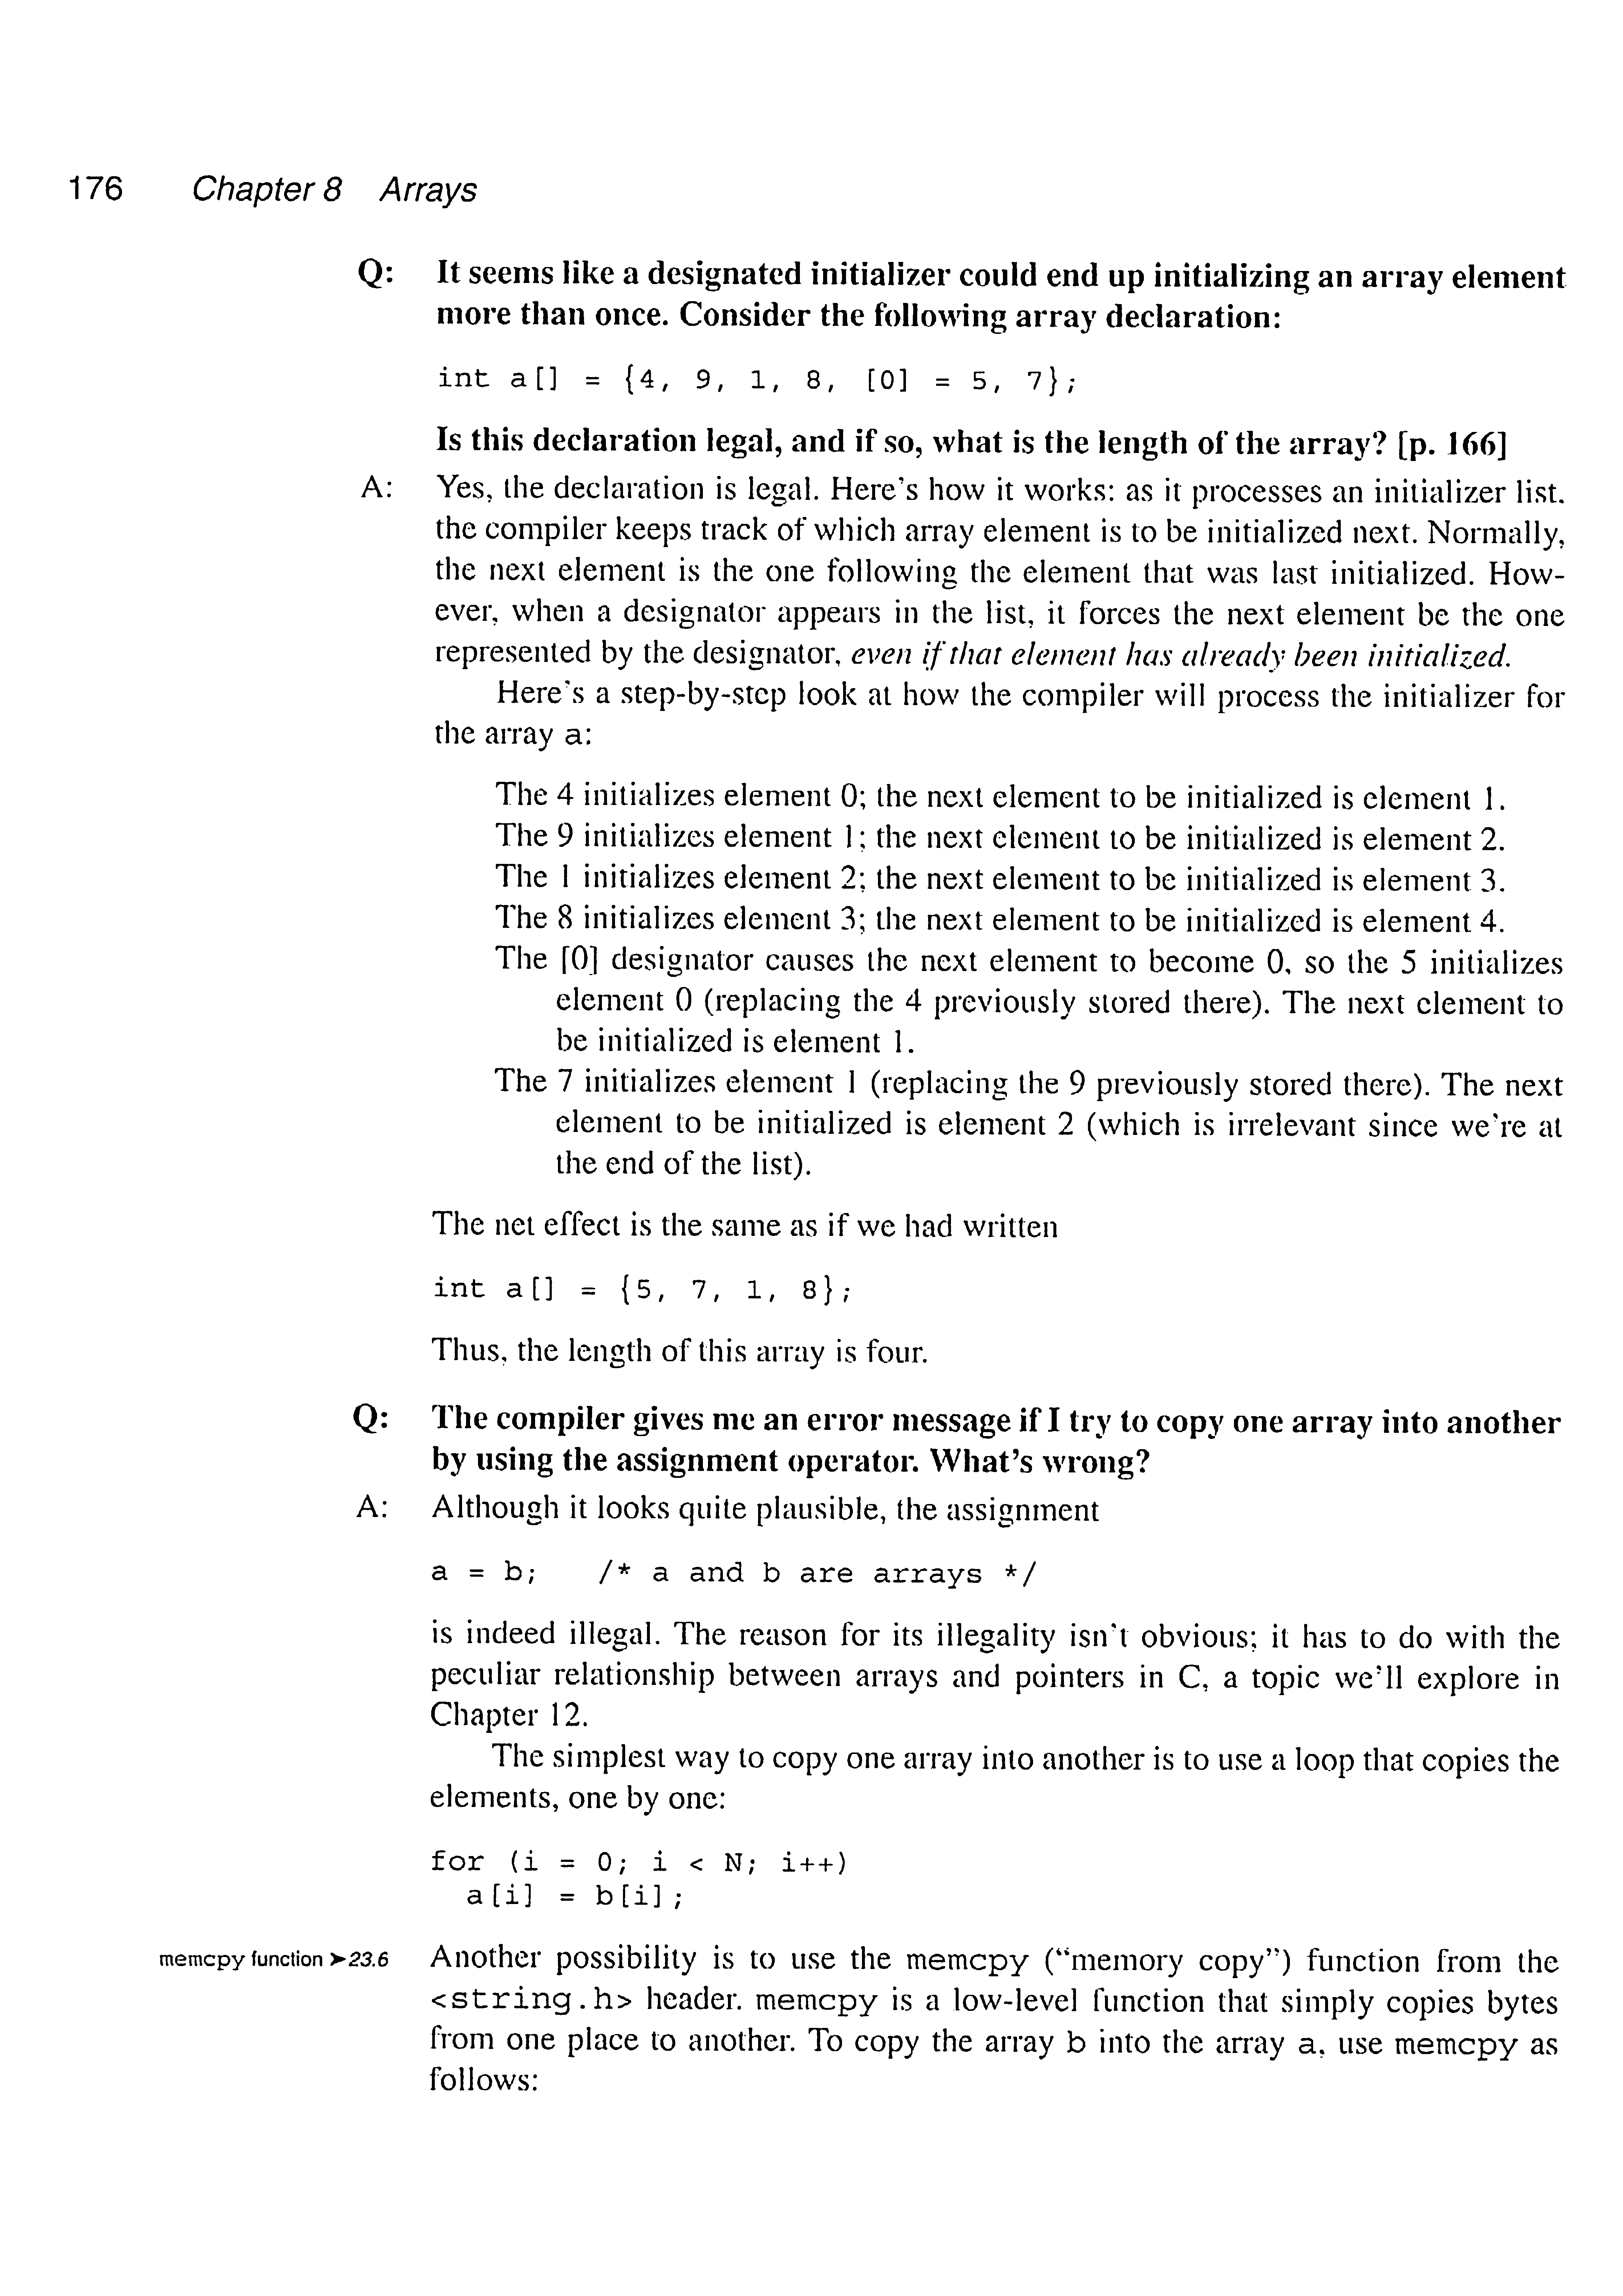 176 Chapter 8 Arrays
Q: It seems like a designated initializer could end up initializing an array element
more than once. Consider the following array declaration:
int a[] = {4, 9, 1, 8, [0] = 5, 7};
Is this declaration legal, and if so, what is the length of the array? [p. 166]
A: Yes, the declaration is legal. Here's how it works: as it processes an initializer list,
the compiler keeps track of which array element is to be initialized next. Normally,
the next element is the one following the element that was last initialized. How-
ever, when a designator appears in the list, it forces the next element be the one
represented by the designator, even if that element has already been initialized.
Here's a step-by-step look at how the compiler will process the initializer for
the array a:
The 4 initializes element 0; the next element to be initialized is element 1.
The 9 initializes element 1; the next element to be initialized is element 2.
The 1 initializes element 2; the next element to be initialized is element 3.
The 8 initializes element 3; the next element to be initialized is element 4.
The [0] designator causes the next element to become 0, so the 5 initializes
element 0 (replacing the 4 previously stored there). The next element to
be initialized is element 1.
The 7 initializes element 1 (replacing the 9 previously stored there). The next
element to be initialized is element 2 (which is irrelevant since we're at
the end of the list).
The net effect is the same as if we had written
int a[] = {5, 7, 1, 8};
Thus, the length of this array is four.
Q: The compiler gives me an error message if I try to copy one array into another
by using the assignment operator. What's wrong?
A: Although it looks quite plausible, the assignment
a = b; /* a and b are arrays */
is indeed illegal. The reason for its illegality isn't obvious; it has to do with the
peculiar relationship between arrays and pointers in C, a topic we'll explore in
Chapter 12.
The simplest way to copy one array into another is to use a loop that copies the
elements, one by one:
for (i = 0; i < N; i++)
a[i] = b[i];
memcpy function ➤23.6 Another possibility is to use the memcpy (“memory copy”) function from the
<string.h> header. memcpy is a low-level function that simply copies bytes
from one place to another. To copy the array b into the array a, use memcpy as
follows: